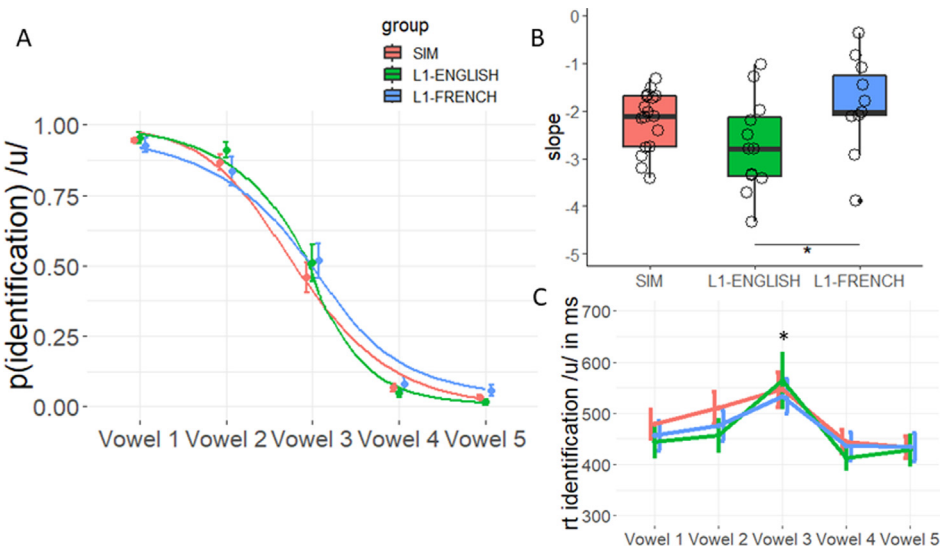 A
group
SIM
L1-ENGLISH
L1-FRENCH
p(identification) /u/
1.00
0.75
0.50
0.25
0.00
Vowel 1 Vowel 2 Vowel 3 Vowel 4 Vowel 5
B
slope
0
-1
-2
-3
-4
-5
*
SIM L1-ENGLISH L1-FRENCH
C
rt identification /u/ in ms
700
600
500
400
300
*
Vowel 1 Vowel 2 Vowel 3 Vowel 4 Vowel 5